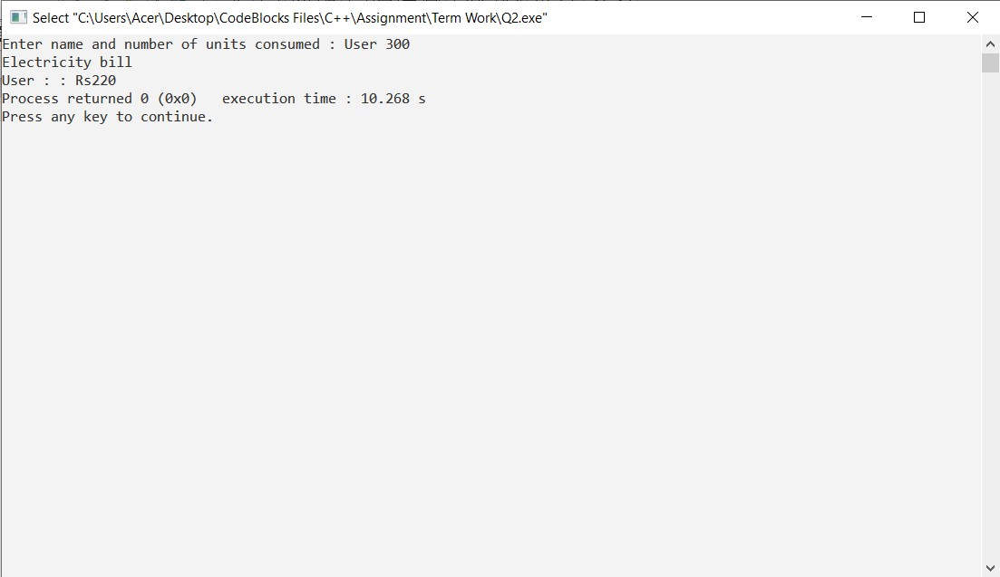 Select "C:\Users\Acer\Desktop\CodeBlocks Files\C++\Assignment\Term Work\Q2.exe"
Enter name and number of units consumed : User 300
Electricity bill
User : : Rs220
Process returned 0 (0x0)   execution time : 10.268 s
Press any key to continue.